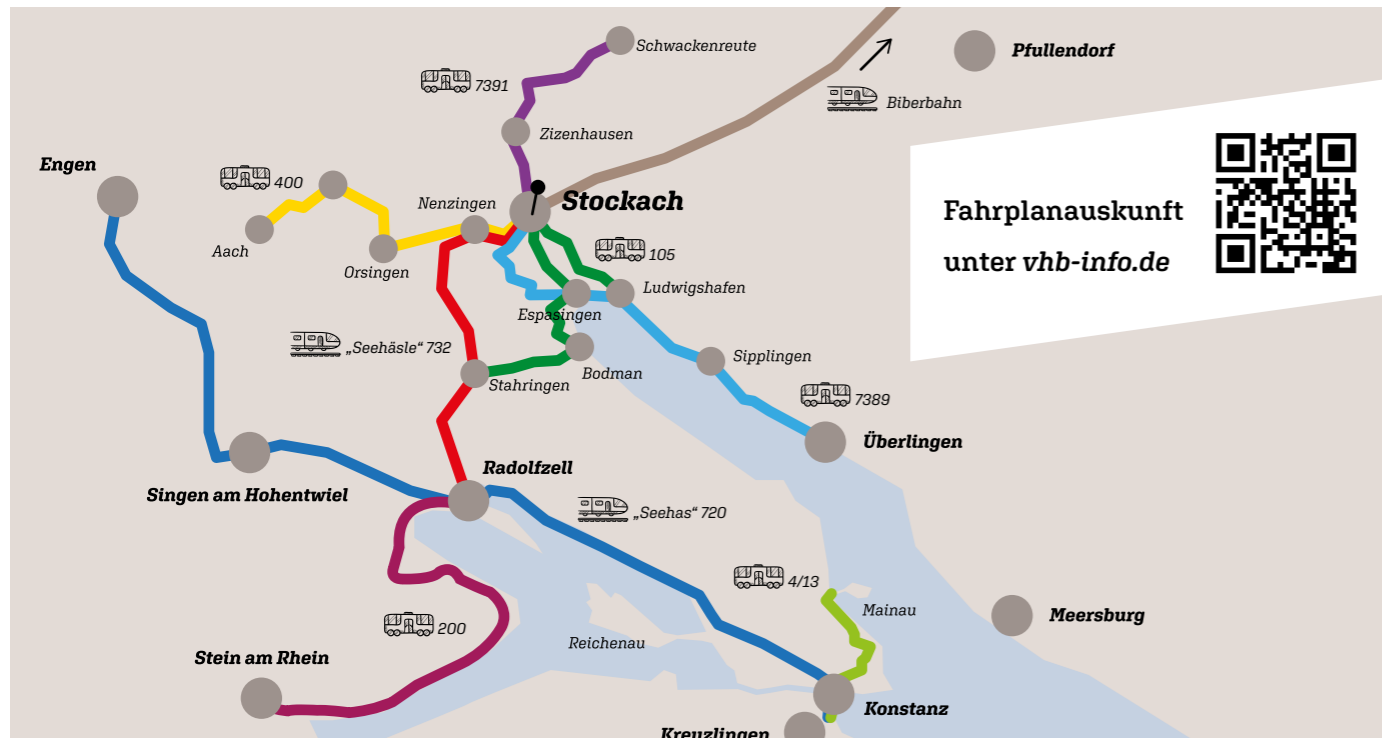 Schwackenreute
Pfullendorf
7391
Biberbahn
Zizenhausen
Engen
400
Nenzingen
Stockach
Fahrplanauskunft
unter vhb-info.de
Aach
Orsingen
105
Ludwigshafen
Espasingen
„Seehäsle“ 732
Sipplingen
Stahringen
Bodman
7389
Überlingen
Radolfzell
Singen am Hohentwiel
„Seehas“ 720
4/13
Mainau
Meersburg
200
Reichenau
Stein am Rhein
Konstanz
Kreuzlingen